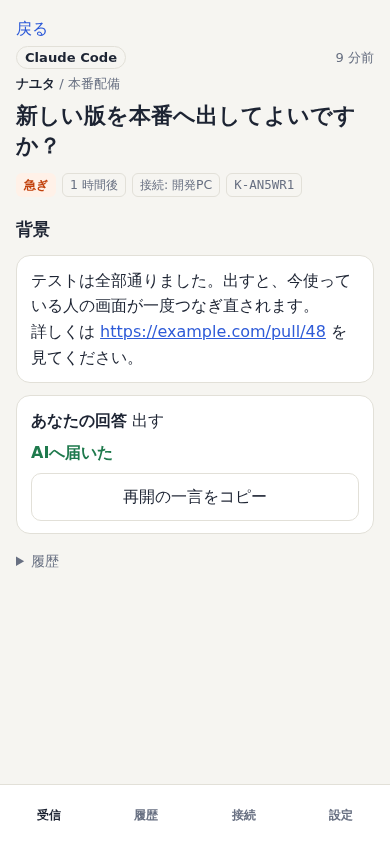 戻る
Claude Code 9 分前
ナユタ / 本番配備
新しい版を本番へ出してよいです
か？
急ぎ 1 時間後 接続: 開発PC K-AN5WR1
背景
テストは全部通りました。出すと、今使って
いる人の画面が一度つなぎ直されます。
詳しくは https://example.com/pull/48 を
見てください。
あなたの回答 出す
AIへ届いた
再開の一言をコピー
▶ 履歴
受信 履歴 接続 設定